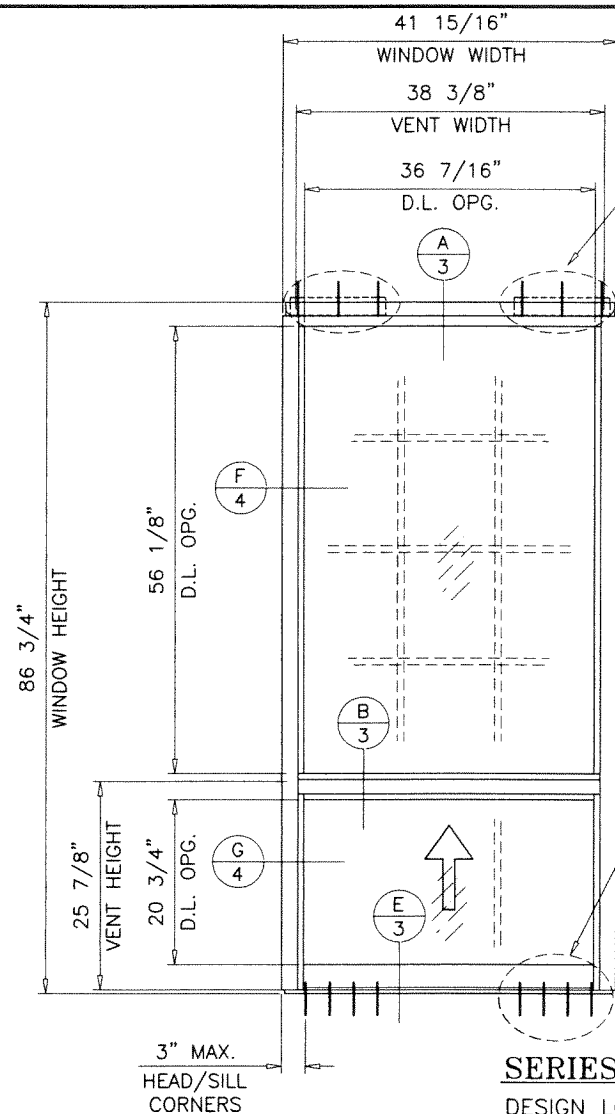 41 15/16"
WINDOW WIDTH
38 3/8"
VENT WIDTH
36 7/16"
D.L. OPG.
A
3
F
4
56 1/8"
D.L. OPG.
86 3/4"
WINDOW HEIGHT
B
3
G
4
25 7/8"
VENT HEIGHT
20 3/4"
D.L. OPG.
E
3
3" MAX.
HEAD/SILL
CORNERS
SERIES
DESIGN